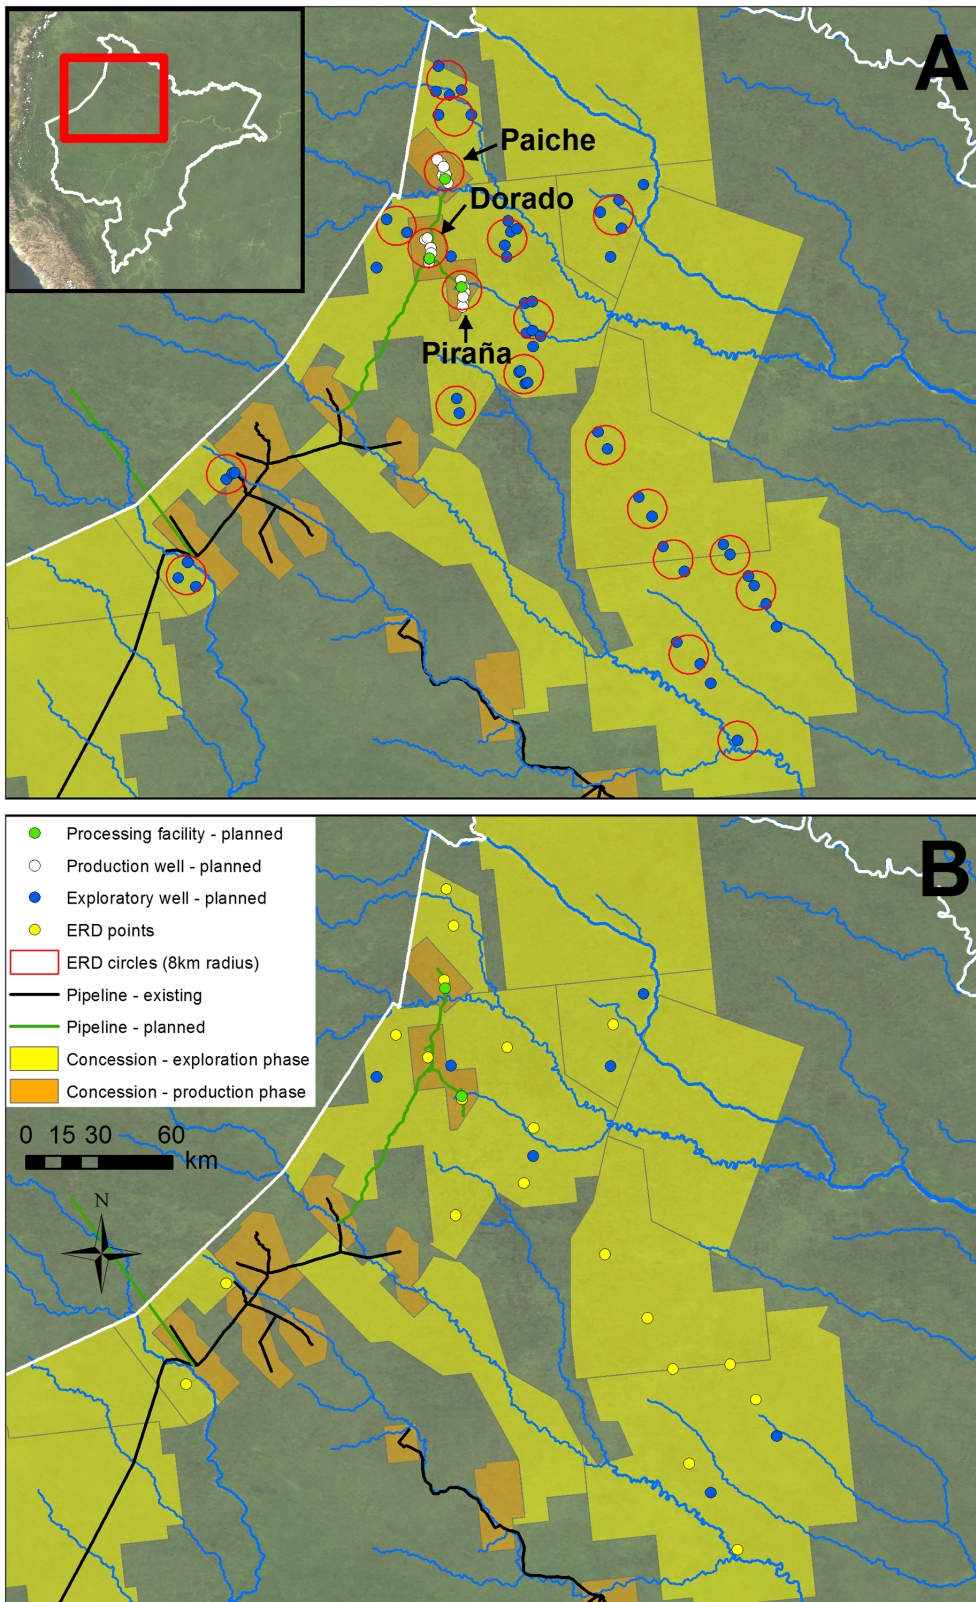 A
Paiche
Dorado
Piraña
B
Processing facility - planned
Production well - planned
Exploratory well - planned
ERD points
ERD circles (8km radius)
Pipeline - existing
Pipeline - planned
Concession - exploration phase
Concession - production phase
0 15 30 60
km
N